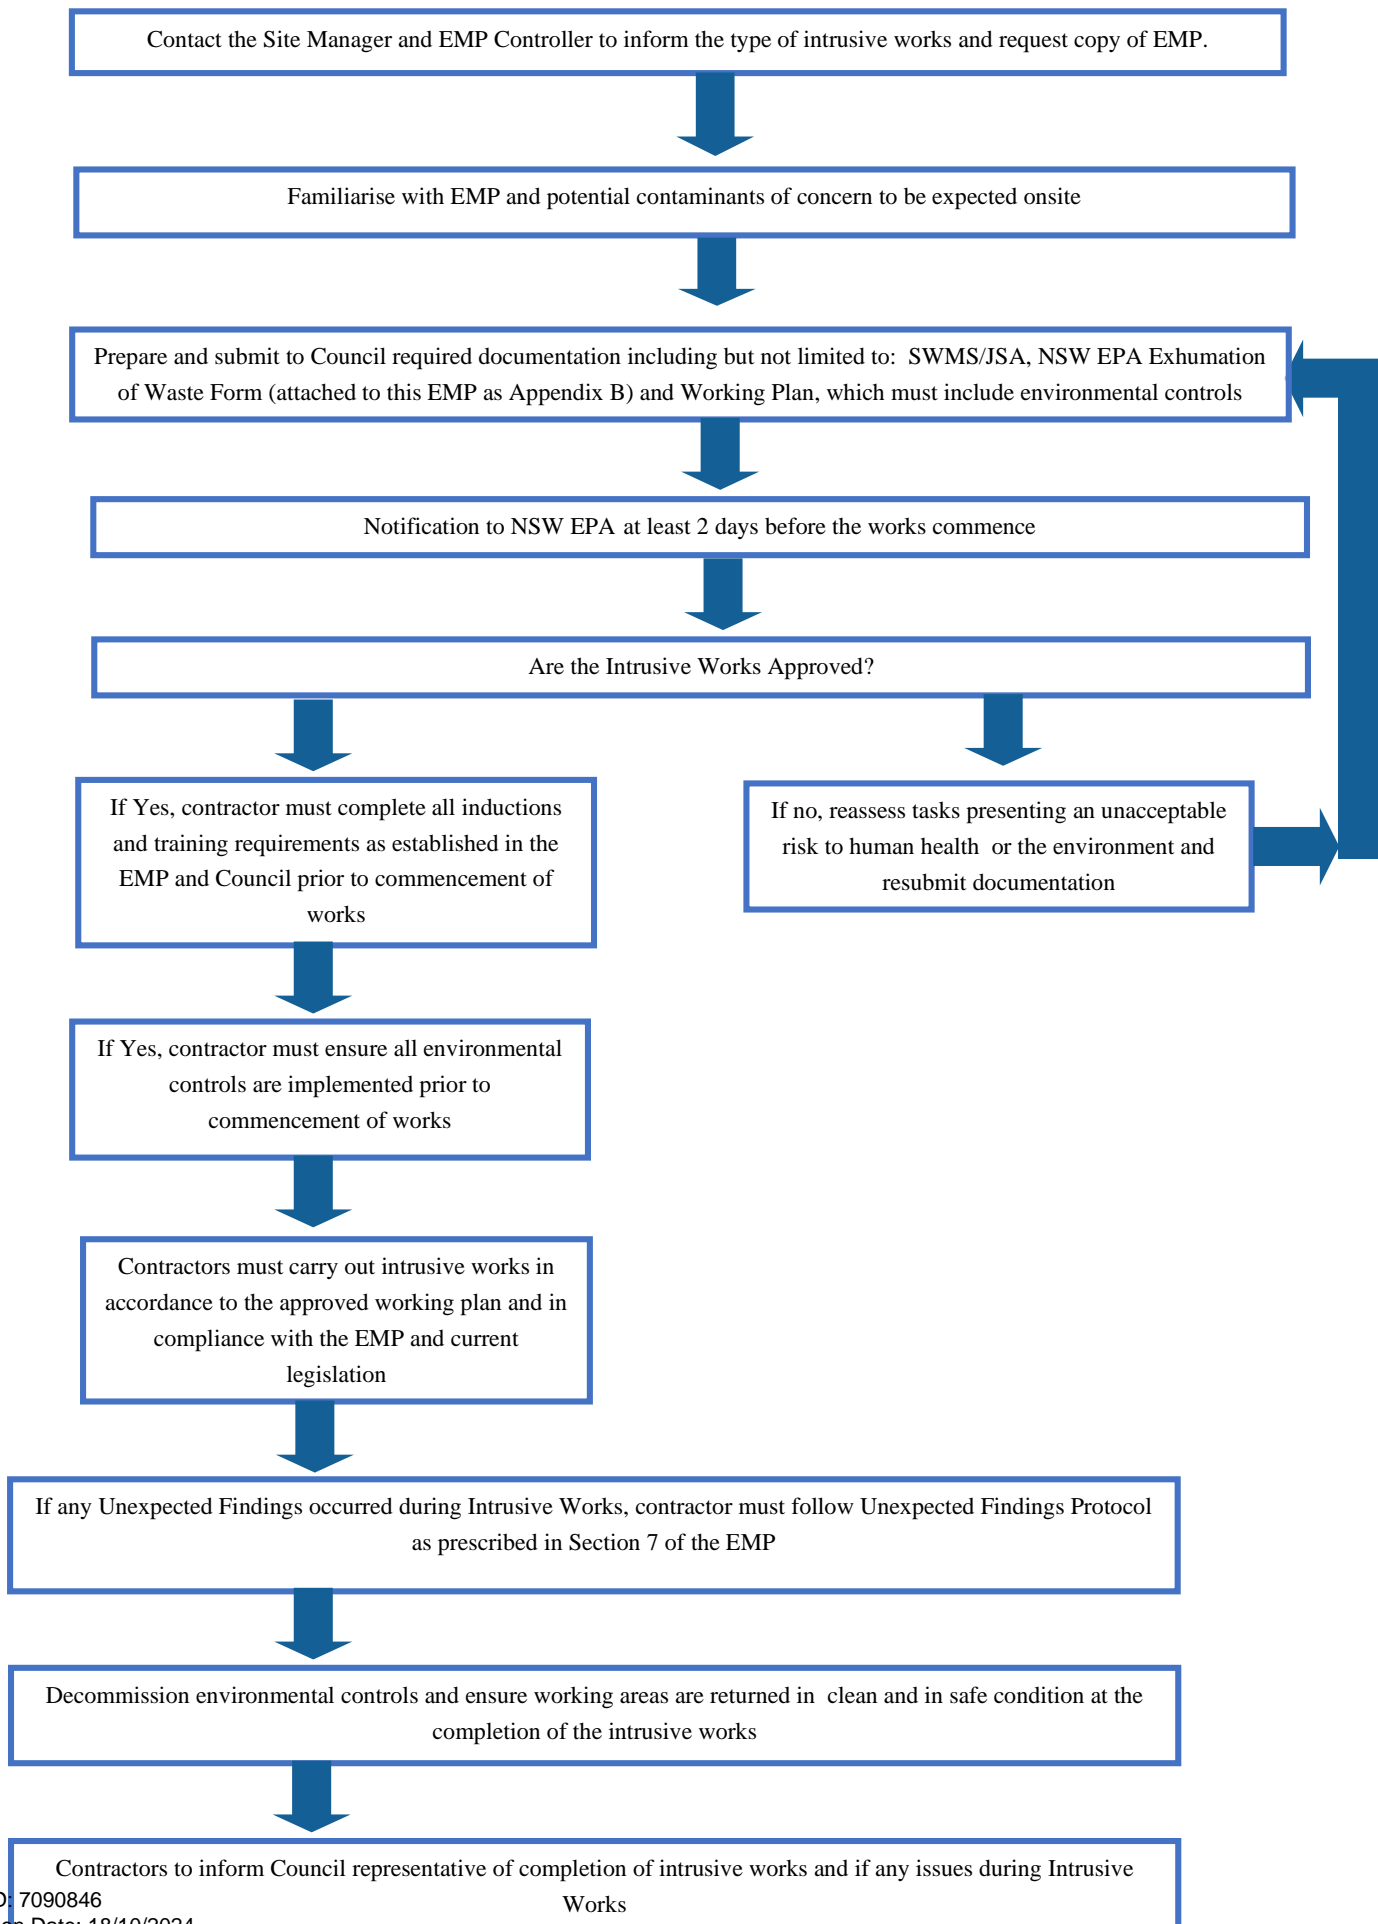 Contact the Site Manager and EMP Controller to inform the type of intrusive works and request copy of EMP.
Familiarise with EMP and potential contaminants of concern to be expected onsite
Prepare and submit to Council required documentation including but not limited to: SWMS/JSA, NSW EPA Exhumation
of Waste Form (attached to this EMP as Appendix B) and Working Plan, which must include environmental controls
Notification to NSW EPA at least 2 days before the works commence
Are the Intrusive Works Approved?
If Yes, contractor must complete all inductions
and training requirements as established in the
EMP and Council prior to commencement of
works
If no, reassess tasks presenting an unacceptable
risk to human health or the environment and
resubmit documentation
If Yes, contractor must ensure all environmental
controls are implemented prior to
commencement of works
Contractors must carry out intrusive works in
accordance to the approved working plan and in
compliance with the EMP and current
legislation
If any Unexpected Findings occurred during Intrusive Works, contractor must follow Unexpected Findings Protocol
as prescribed in Section 7 of the EMP
Decommission environmental controls and ensure working areas are returned in clean and in safe condition at the
completion of the intrusive works
Contractors to inform Council representative of completion of intrusive works and if any issues during Intrusive
Works
: 7090846
Date: 18/10/2024